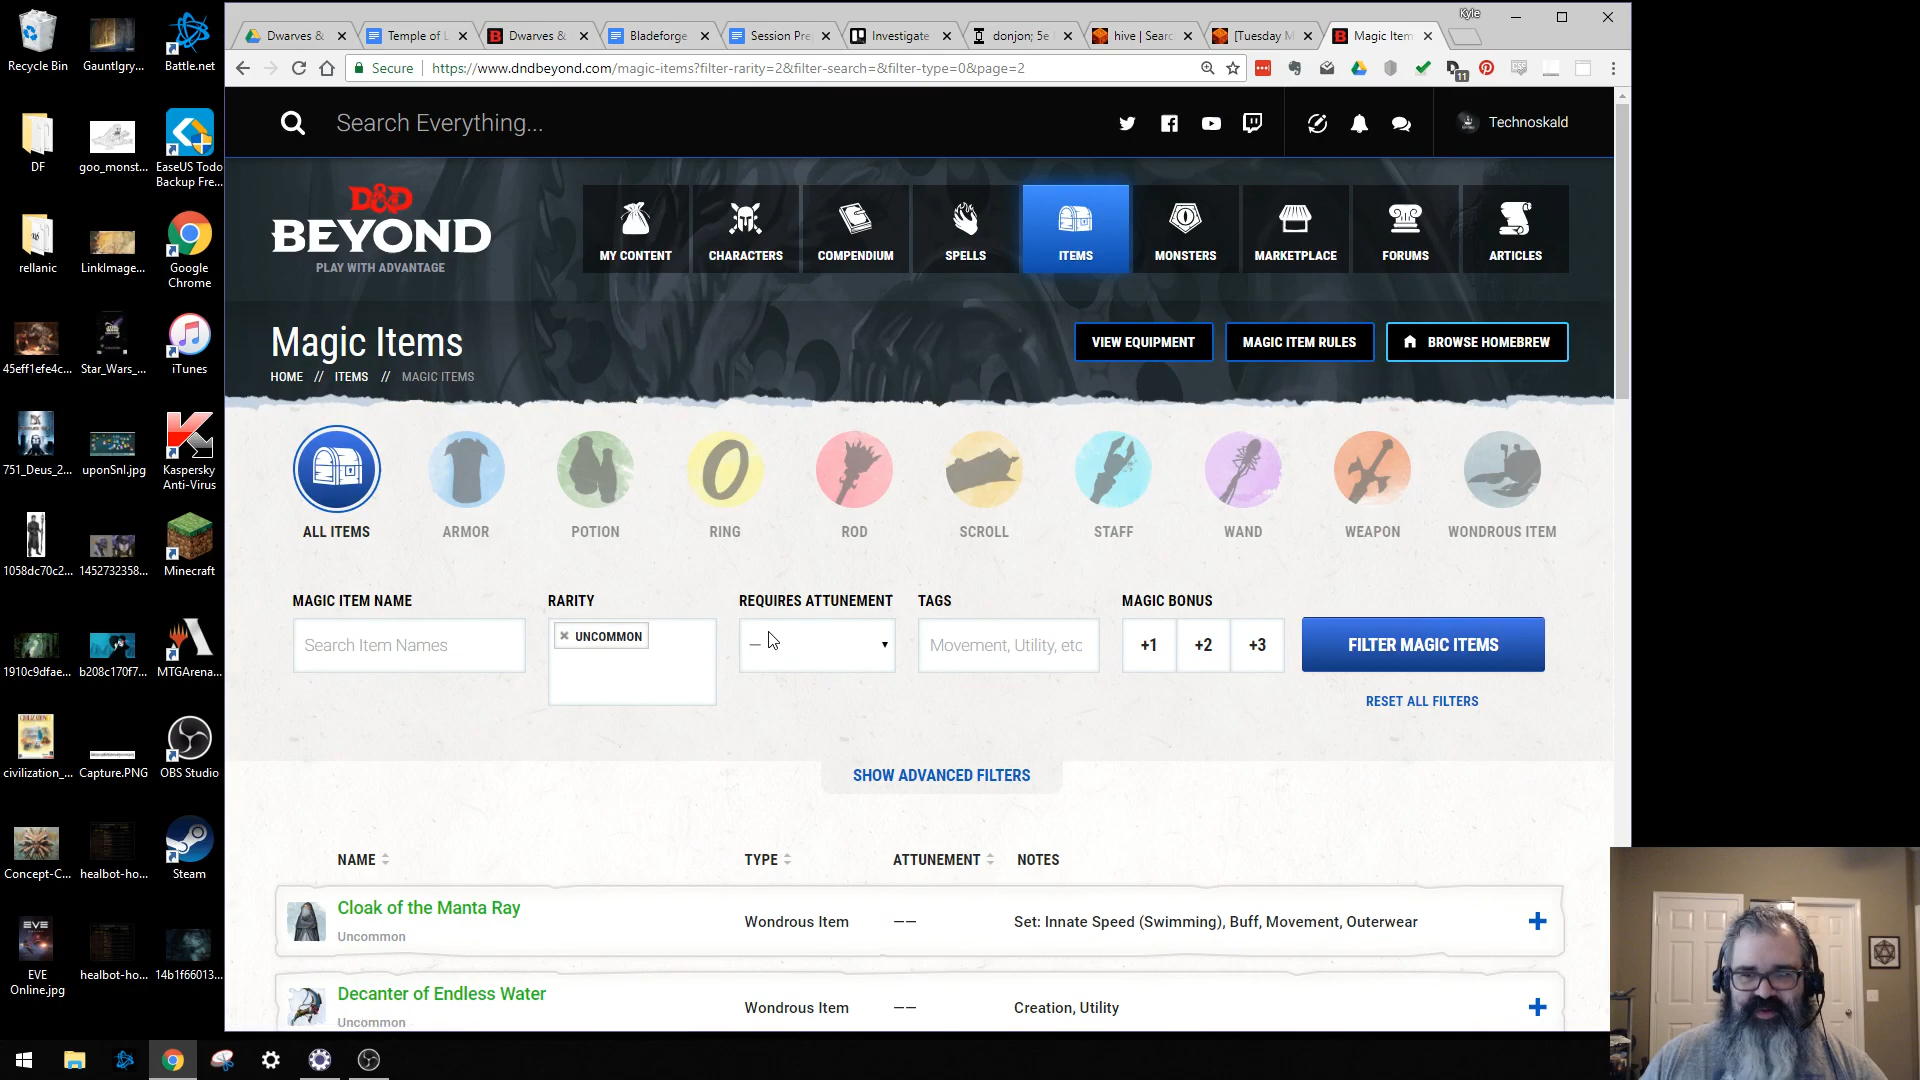 Recycle Bin
Gauntlgry...
Battle.net
DF
goo_monst...
EaseUS Todo
Backup Fre...
rellanic
LinkImage...
Google
Chrome
45eff1efe4c...
Star_Wars_...
iTunes
751_Deus_2...
uponSnl.jpg
Kaspersky
Anti-Virus
1058dc70c2...
1452732358...
Minecraft
1910c9dfae...
b208c170f7...
MTGArena...
civilization_...
Capture.PNG
OBS Studio
Concept-C...
healbot-ho...
Steam
EVE
Online.jpg
healbot-ho...
14b1f66013...
Kyle
Dwarves &
Temple of L
Dwarves &
Bladeforge
Session Pre
Investigate
donjon; 5e
hive | Searc
[Tuesday M
Magic Item
Secure
https://www.dndbeyond.com/magic-items?filter-rarity=2&filter-search=&filter-type=0&page=2
11
Search Everything...
Technoskald
D&D
BEYOND
PLAY WITH ADVANTAGE
MY CONTENT
CHARACTERS
COMPENDIUM
SPELLS
ITEMS
MONSTERS
MARKETPLACE
FORUMS
ARTICLES
Magic Items
HOME // ITEMS // MAGIC ITEMS
VIEW EQUIPMENT
MAGIC ITEM RULES
BROWSE HOMEBREW
ALL ITEMS
ARMOR
POTION
RING
ROD
SCROLL
STAFF
WAND
WEAPON
WONDROUS ITEM
MAGIC ITEM NAME
RARITY
REQUIRES ATTUNEMENT
TAGS
MAGIC BONUS
Search Item Names
× UNCOMMON
—
Movement, Utility, etc
+1
+2
+3
FILTER MAGIC ITEMS
RESET ALL FILTERS
SHOW ADVANCED FILTERS
NAME
TYPE
ATTUNEMENT
NOTES
Cloak of the Manta Ray
Uncommon
Wondrous Item
——
Set: Innate Speed (Swimming), Buff, Movement, Outerwear
Decanter of Endless Water
Uncommon
Wondrous Item
——
Creation, Utility